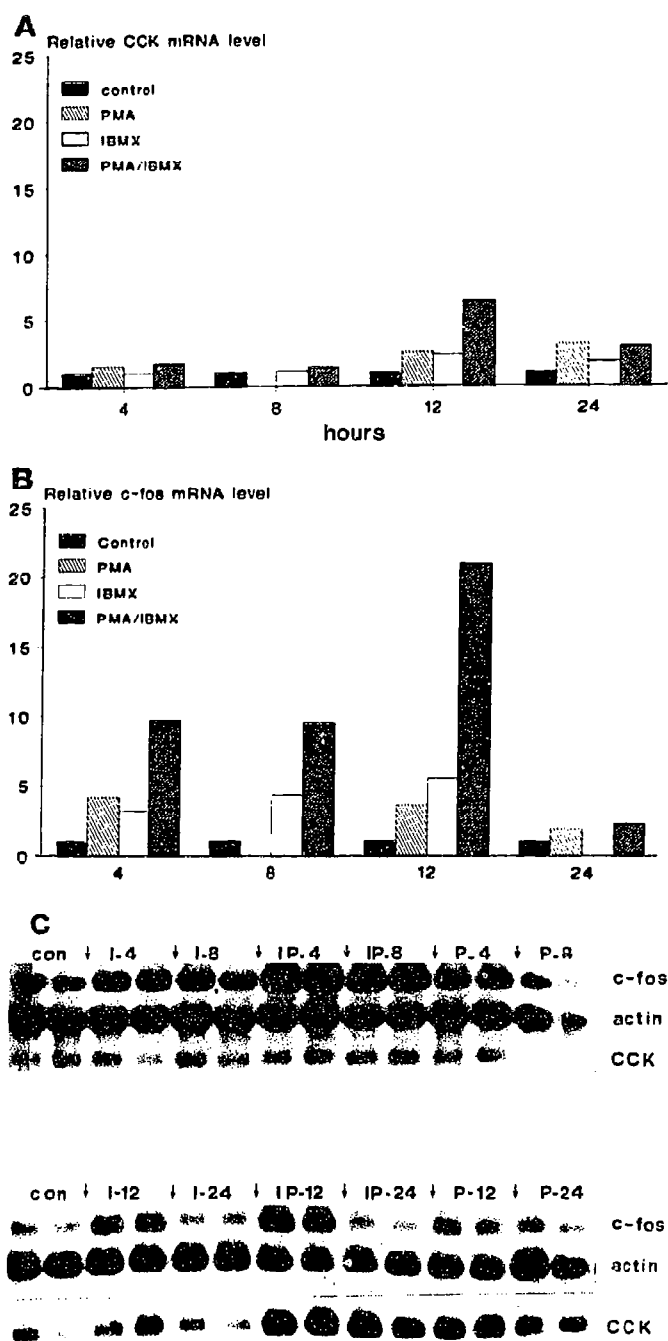 A
Relative CCK mRNA level
25
20
15
10
5
0
control
PMA
IBMX
PMA/IBMX
4 8 12 24
hours
B
Relative c-fos mRNA level
25
20
15
10
5
0
Control
PMA
IBMX
PMA/IBMX
4 8 12 24
C
con ↓ I-4 ↓ I-8 ↓ IP-4 ↓ IP-8 ↓ P-4 ↓ P-8
c-fos
actin
CCK
con ↓ I-12 ↓ I-24 ↓ IP-12 ↓ IP-24 ↓ P-12 ↓ P-24
c-fos
actin
CCK